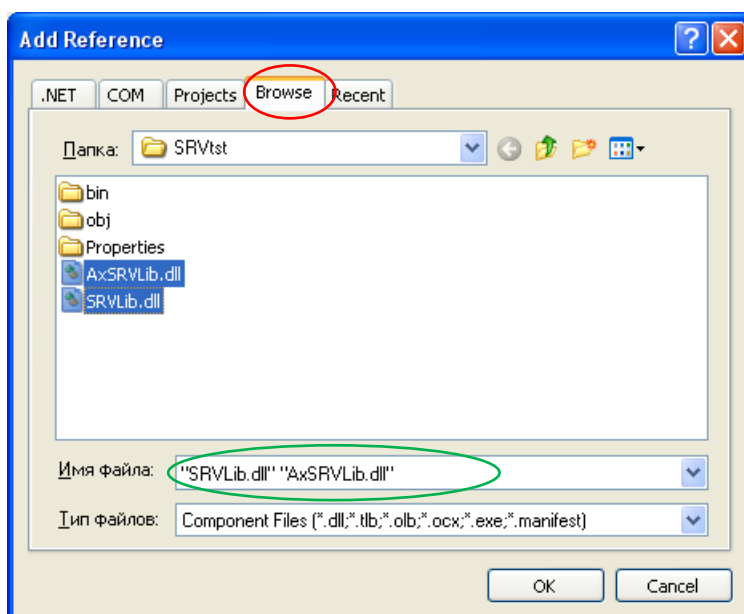 Add Reference
.NET COM Projects Browse Recent
Папка: SRVtst
bin
obj
Properties
AxSRVLib.dll
SRVLib.dll
Имя файла: "SRVLib.dll" "AxSRVLib.dll"
Тип файлов: Component Files (*.dll;*.tlb;*.olb;*.ocx;*.exe;*.manifest)
OK Cancel